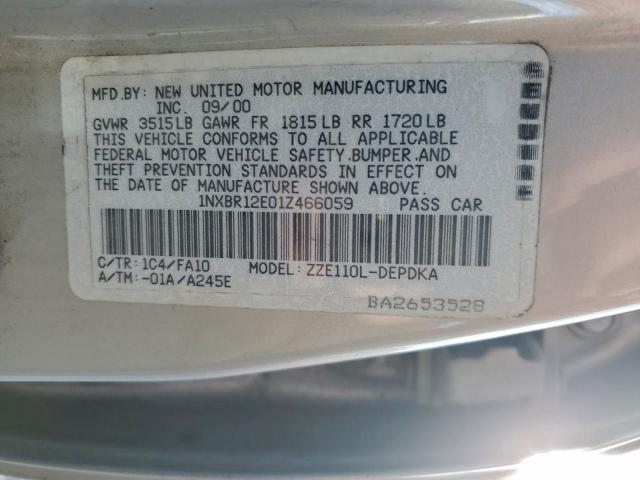 MFD.BY: NEW UNITED MOTOR MANUFACTURING
INC. 09/00
GVWR 3515LB GAWR FR 1815LB RR 1720LB
THIS VEHICLE CONFORMS TO ALL APPLICABLE
FEDERAL MOTOR VEHICLE SAFETY.BUMPER.AND
THEFT PREVENTION STANDARDS IN EFFECT ON
THE DATE OF MANUFACTURE SHOWN ABOVE.
1NXBR12E01Z466059 PASS CAR
C/TR:1C4/FA10 MODEL: ZZE110L-DEPDKA
A/TM:-01A/A245E
BA2653528